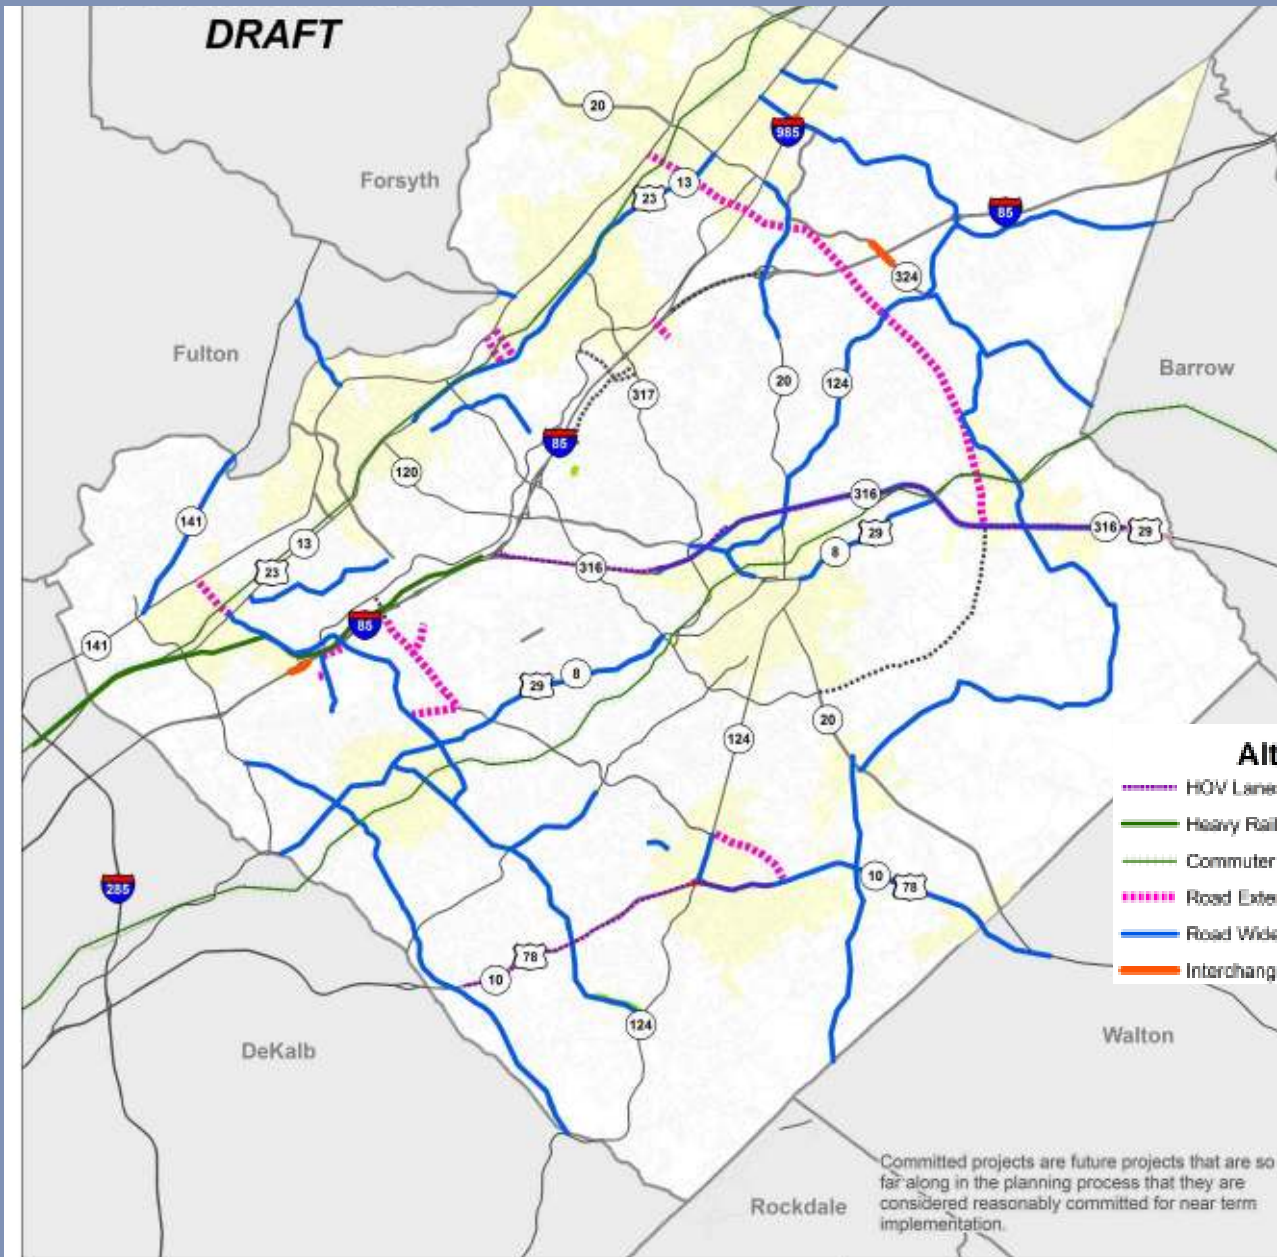 DRAFT
20
985
Forsyth
13
23
85
324
Fulton
Barrow
20
124
317
85
120
316
141
316
29
29
13
8
23
316
85
141
8
29
20
124
Alt
HOV Lane
Heavy Rail
Commuter
Road Exte
Road Wide
Interchang
10
78
285
78
10
124
Walton
DeKalb
Committed projects are future projects that are so
far along in the planning process that they are
considered reasonably committed for near term
implementation.
Rockdale